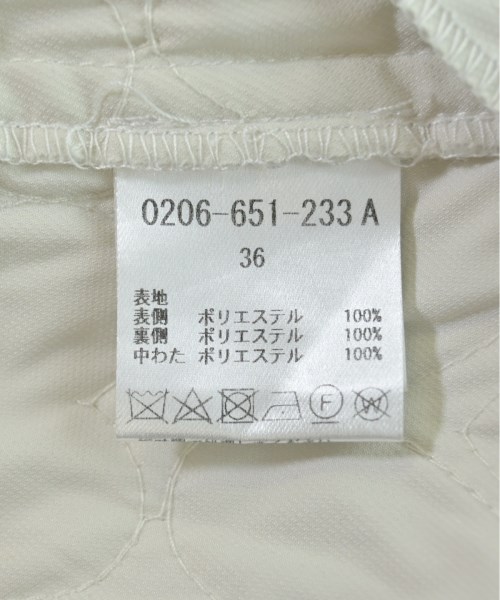 0206-651-233 A
36
表地
表側 ポリエステル 100%
裏側 ポリエステル 100%
中わた ポリエステル 100%
F W